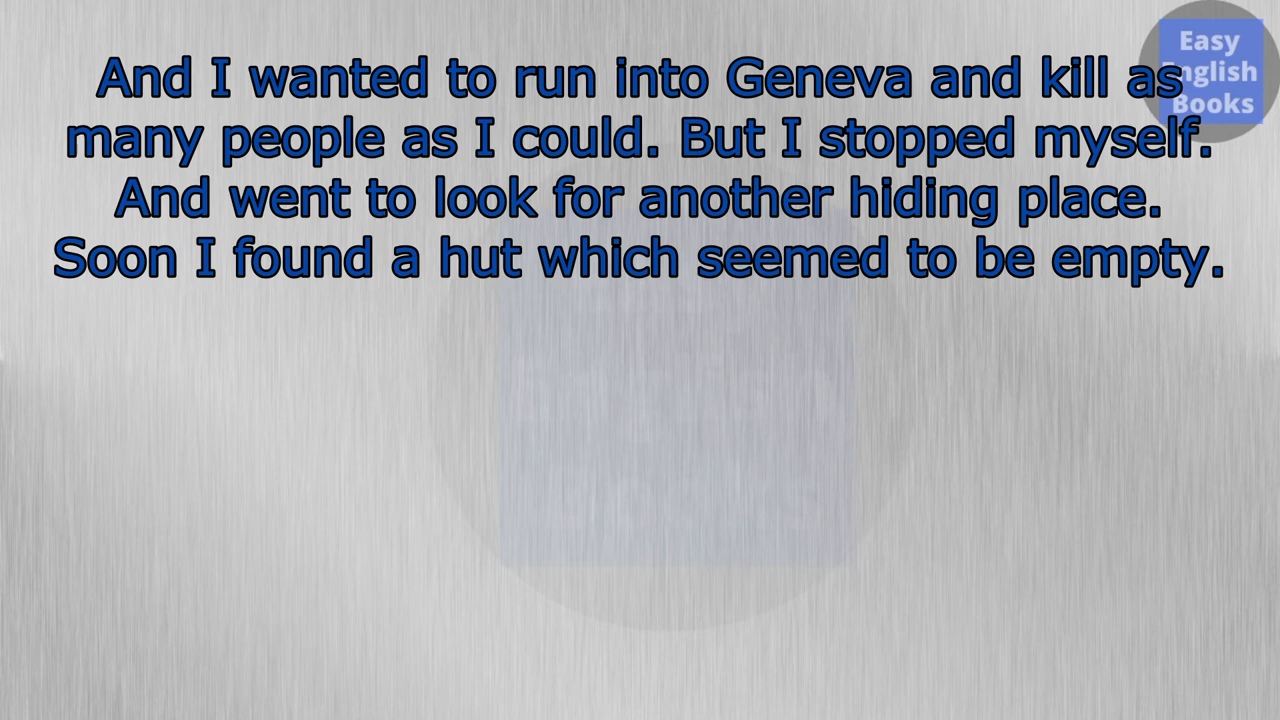 And I wanted to run into Geneva and kill as
many people as I could. But I stopped myself.
And went to look for another hiding place.
Soon I found a hut which seemed to be empty.
Easy
English
Books